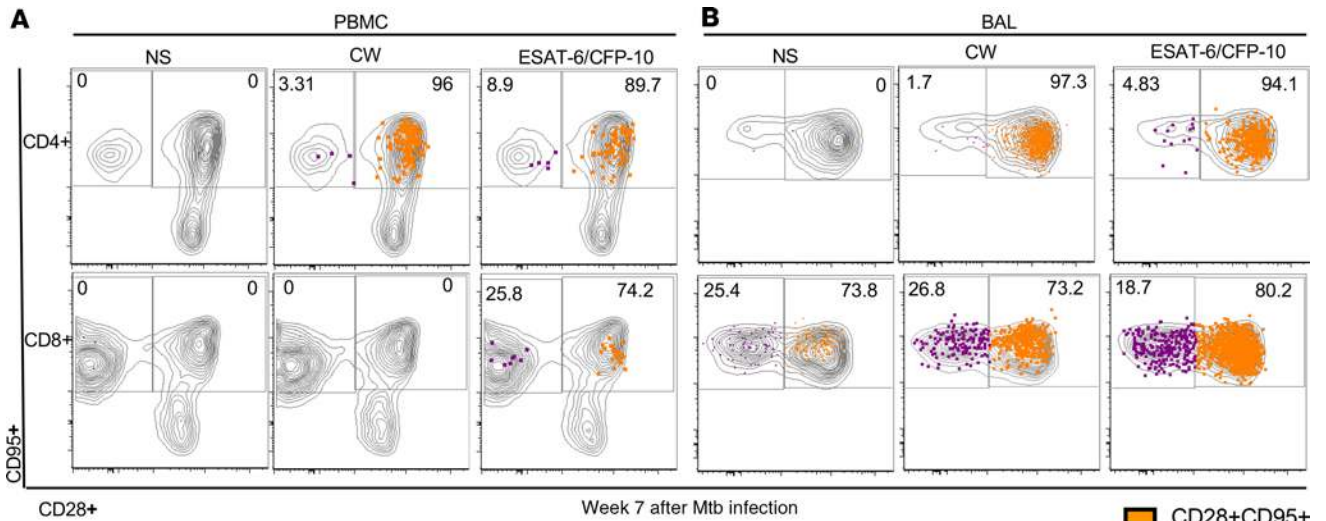 A
PBMC
B
BAL
NS
CW
ESAT-6/CFP-10
NS
CW
ESAT-6/CFP-10
CD4+
0 0
3.31 96
8.9 89.7
0 0
1.7 97.3
4.83 94.1
CD8+
0 0
0 0
25.8 74.2
25.4 73.8
26.8 73.2
18.7 80.2
CD95+
CD28+
Week 7 after Mtb infection
CD28+CD95+